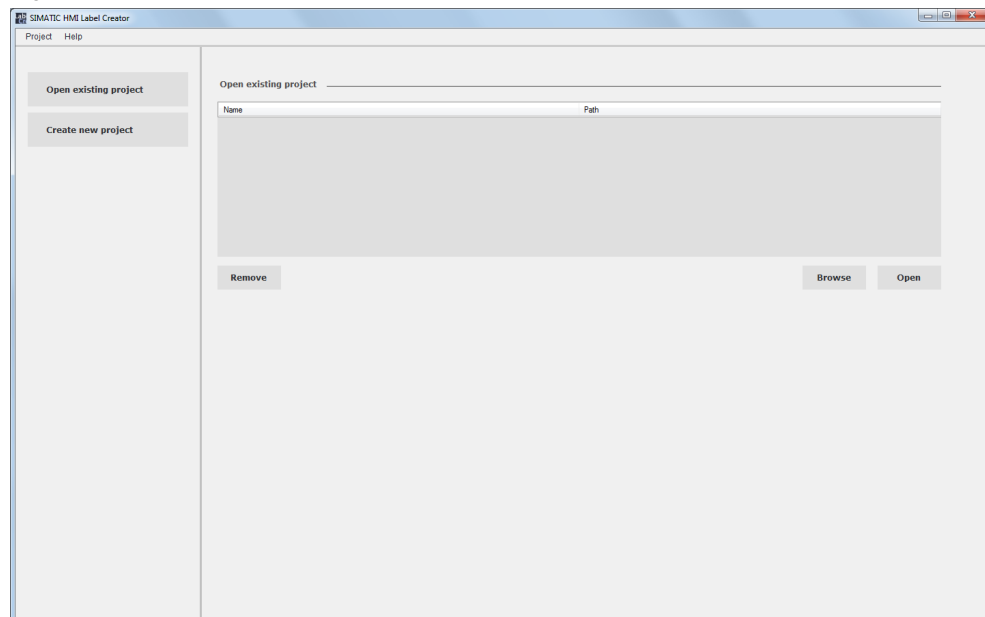 SIMATIC HMI Label Creator
Project Help
Open existing project
Create new project
Open existing project
Name Path
Remove Browse Open